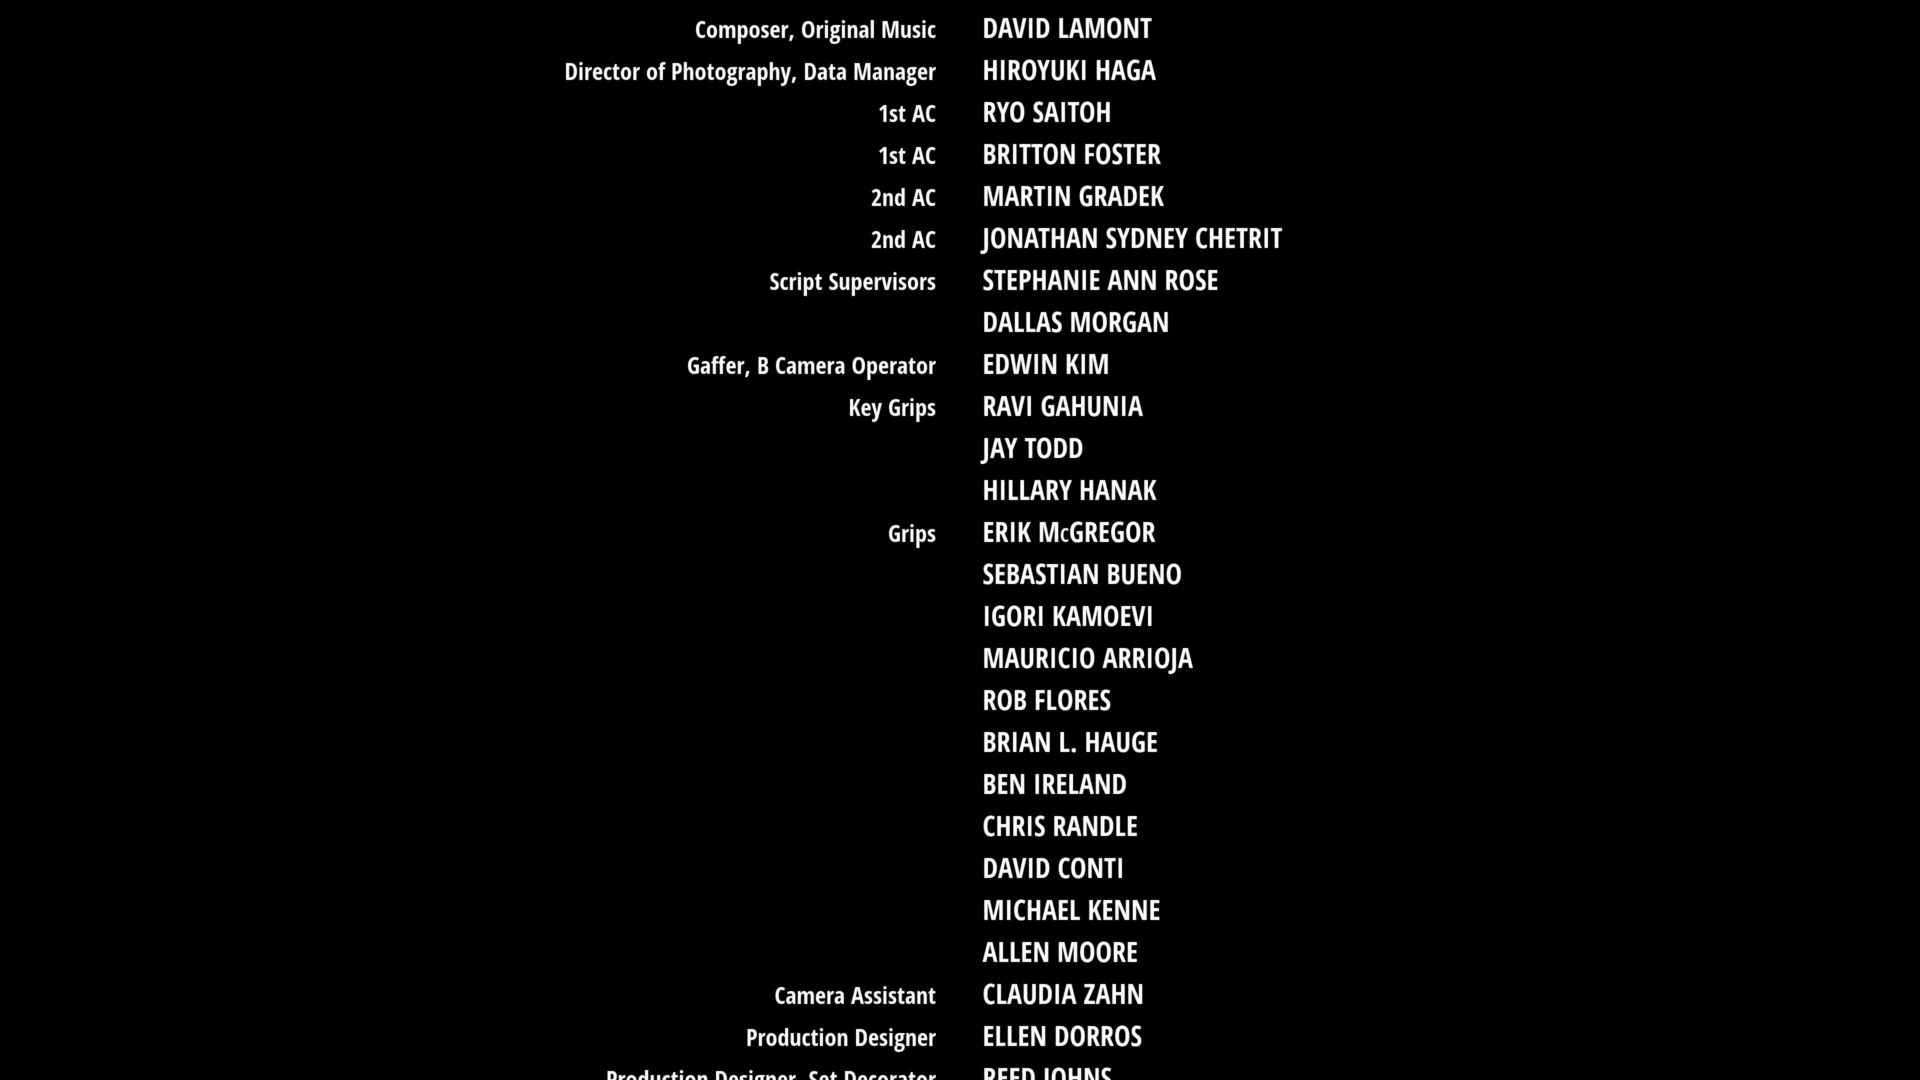 Composer, Original Music DAVID LAMONT
Director of Photography, Data Manager HIROYUKI HAGA
1st AC RYO SAITOH
1st AC BRITTON FOSTER
2nd AC MARTIN GRADEK
2nd AC JONATHAN SYDNEY CHETRIT
Script Supervisors STEPHANIE ANN ROSE
DALLAS MORGAN
Gaffer, B Camera Operator EDWIN KIM
Key Grips RAVI GAHUNIA
JAY TODD
HILLARY HANAK
Grips ERIK McGREGOR
SEBASTIAN BUENO
IGORI KAMOEVI
MAURICIO ARRIOJA
ROB FLORES
BRIAN L. HAUGE
BEN IRELAND
CHRIS RANDLE
DAVID CONTI
MICHAEL KENNE
ALLEN MOORE
Camera Assistant CLAUDIA ZAHN
Production Designer ELLEN DORROS
Production Designer, Set Decorator REED JOHNS